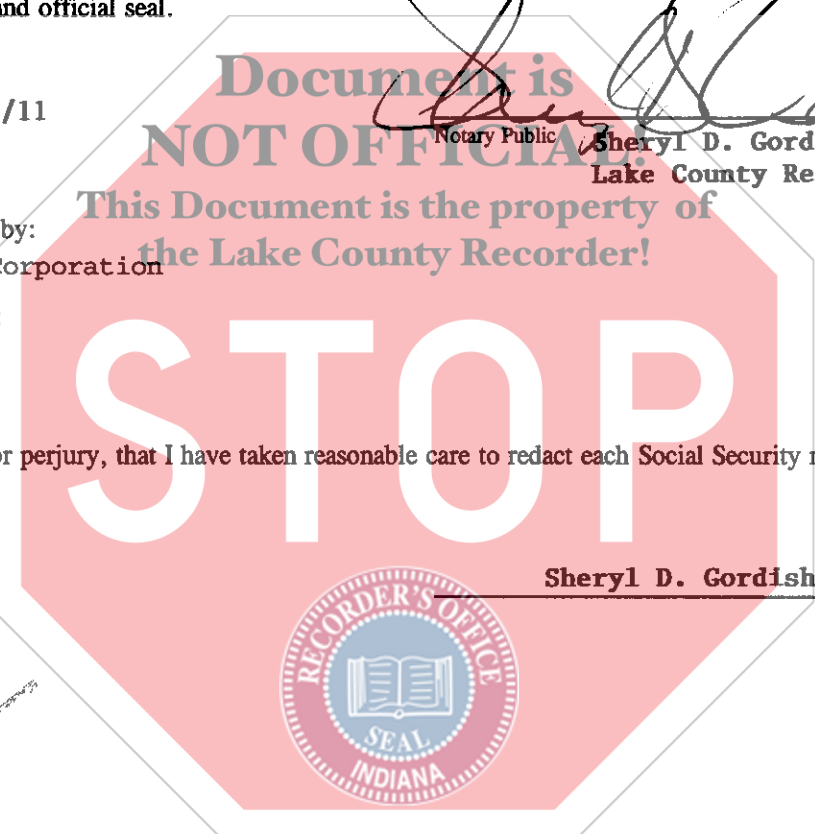 and official seal.
Document is
/11
NOT OFFICIAL!
Notary Public
Sheryl D. Gord
Lake County Re
This Document is the property of
by:
Corporation
the Lake County Recorder!
STOP
or perjury, that I have taken reasonable care to redact each Social Security
Sheryl D. Gordish
RECORDER'S OFFICE
SEAL
INDIANA